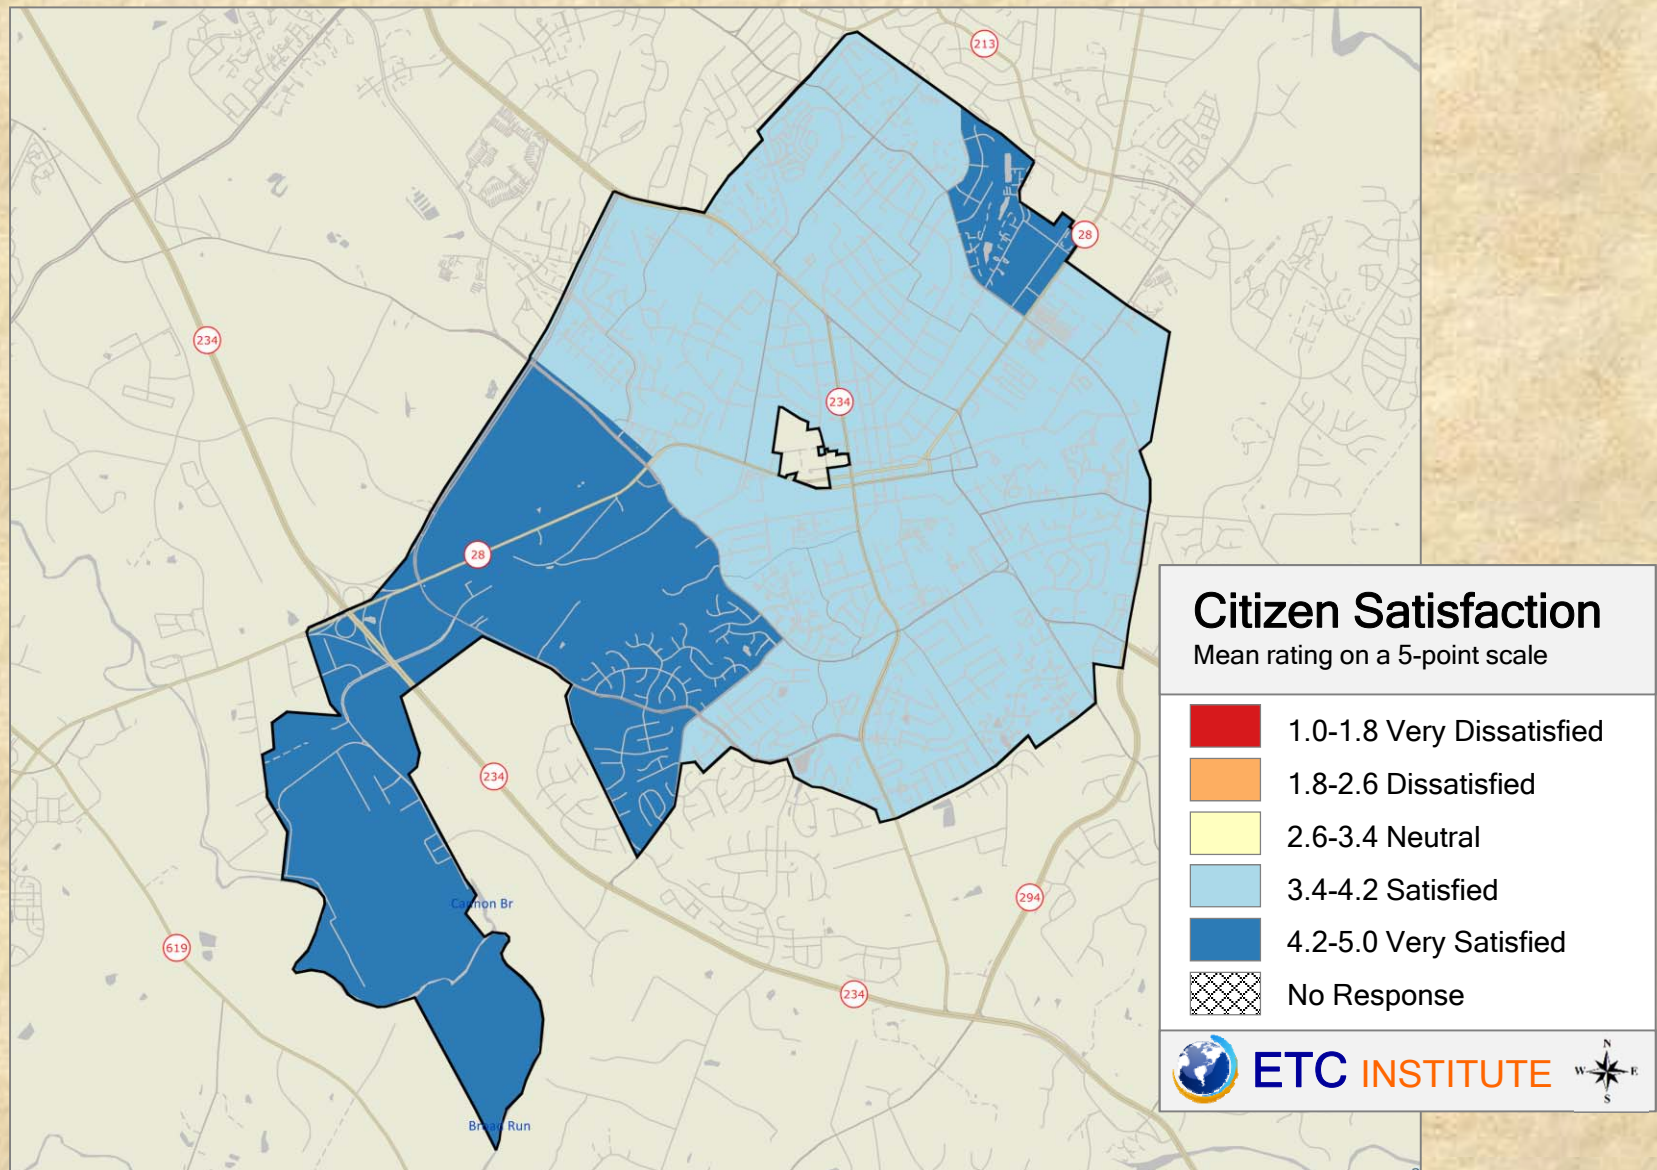 213
28
234
234
28
234
Cannon Br
294
619
234
Broad Run
Citizen Satisfaction
Mean rating on a 5-point scale
1.0-1.8 Very Dissatisfied
1.8-2.6 Dissatisfied
2.6-3.4 Neutral
3.4-4.2 Satisfied
4.2-5.0 Very Satisfied
No Response
ETC INSTITUTE
N
W E
S